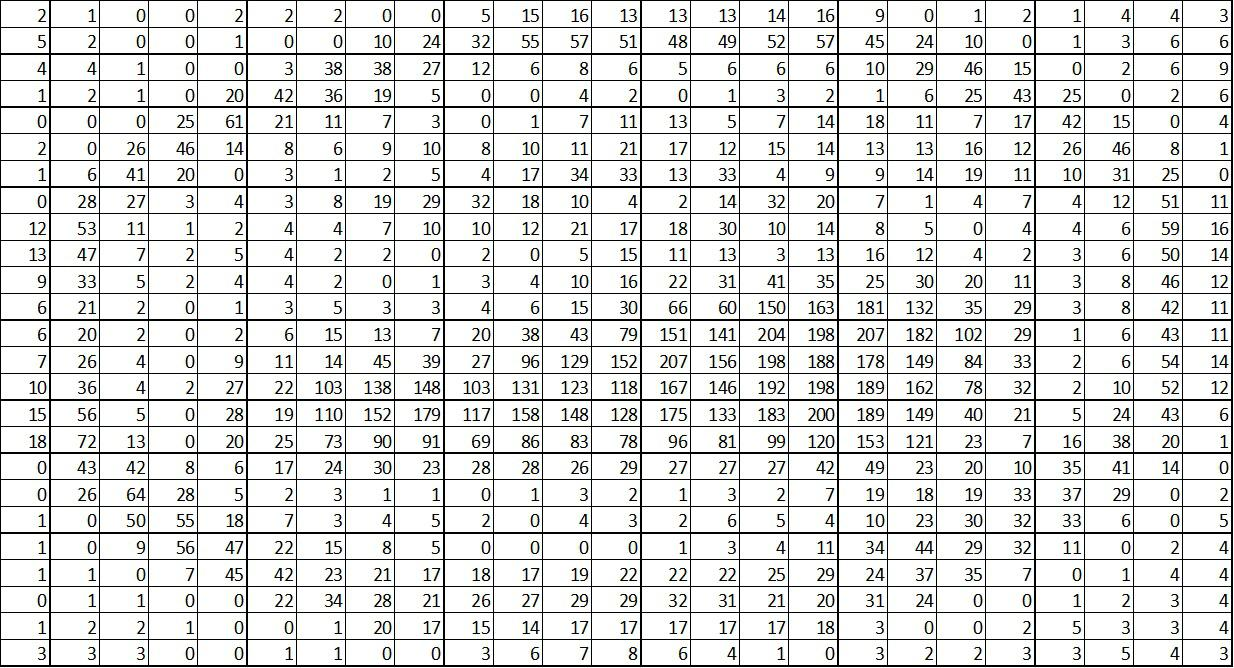 2 1 0 0 2 2 2 0 0 5 15 16 13 13 13 14 16 9 0 1 2 1 4 4 3
5 2 0 0 1 0 0 10 24 32 55 57 51 48 49 52 57 45 24 10 0 1 3 6 6
4 4 1 0 0 3 38 38 27 12 6 8 6 5 6 6 6 10 29 46 15 0 2 6 9
1 2 1 0 20 42 36 19 5 0 0 4 2 0 1 3 2 1 6 25 43 25 0 2 6
0 0 0 25 61 21 11 7 3 0 1 7 11 13 5 7 14 18 11 7 17 42 15 0 4
2 0 26 46 14 8 6 9 10 8 10 11 21 17 12 15 14 13 13 16 12 26 46 8 1
1 6 41 20 0 3 1 2 5 4 17 34 33 13 33 4 9 9 14 19 11 10 31 25 0
0 28 27 3 4 3 8 19 29 32 18 10 4 2 14 32 20 7 1 4 7 4 12 51 11
12 53 11 1 2 4 4 7 10 10 12 21 17 18 30 10 14 8 5 0 4 4 6 59 16
13 47 7 2 5 4 2 2 0 2 0 5 15 11 13 3 13 16 12 4 2 3 6 50 14
9 33 5 2 4 4 2 0 1 3 4 10 16 22 31 41 35 25 30 20 11 3 8 46 12
6 21 2 0 1 3 5 3 3 4 6 15 30 66 60 150 163 181 132 35 29 3 8 42 11
6 20 2 0 2 6 15 13 7 20 38 43 79 151 141 204 198 207 182 102 29 1 6 43 11
7 26 4 0 9 11 14 45 39 27 96 129 152 207 156 198 188 178 149 84 33 2 6 54 14
10 36 4 2 27 22 103 138 148 103 131 123 118 167 146 192 198 189 162 78 32 2 10 52 12
15 56 5 0 28 19 110 152 179 117 158 148 128 175 133 183 200 189 149 40 21 5 24 43 6
18 72 13 0 20 25 73 90 91 69 86 83 78 96 81 99 120 153 121 23 7 16 38 20 1
0 43 42 8 6 17 24 30 23 28 28 26 29 27 27 27 42 49 23 20 10 35 41 14 0
0 26 64 28 5 2 3 1 1 0 1 3 2 1 3 2 7 19 18 19 33 37 29 0 2
1 0 50 55 18 7 3 4 5 2 0 4 3 2 6 5 4 10 23 30 32 33 6 0 5
1 0 9 56 47 22 15 8 5 0 0 0 0 1 3 4 11 34 44 29 32 11 0 2 4
1 1 0 7 45 42 23 21 17 18 17 19 22 22 22 25 29 24 37 35 7 0 1 4 4
0 1 1 0 0 22 34 28 21 26 27 29 29 32 31 21 20 31 24 0 0 1 2 3 4
1 2 2 1 0 0 1 20 17 15 14 17 17 17 17 17 18 3 0 0 2 5 3 3 4
3 3 3 0 0 1 1 0 0 3 6 7 8 6 4 1 0 3 2 2 3 3 5 4 3